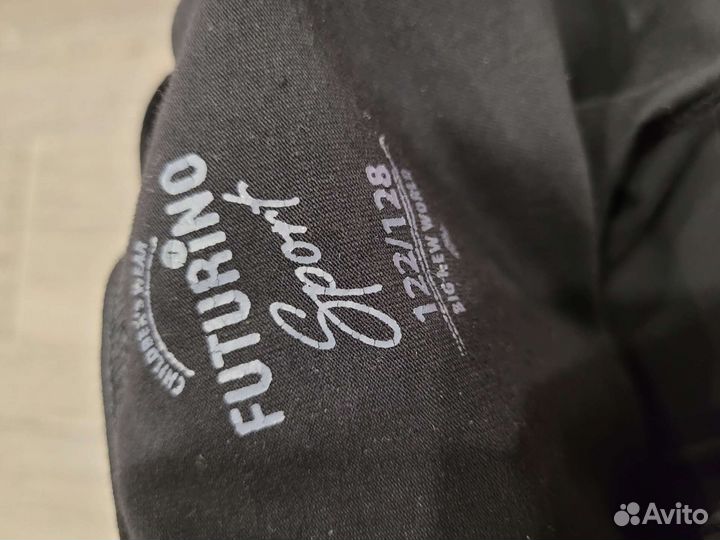 CHILDREN'S WEAR
FUTURINO
Sport
122/128
BIG NEW WORLD
Avito